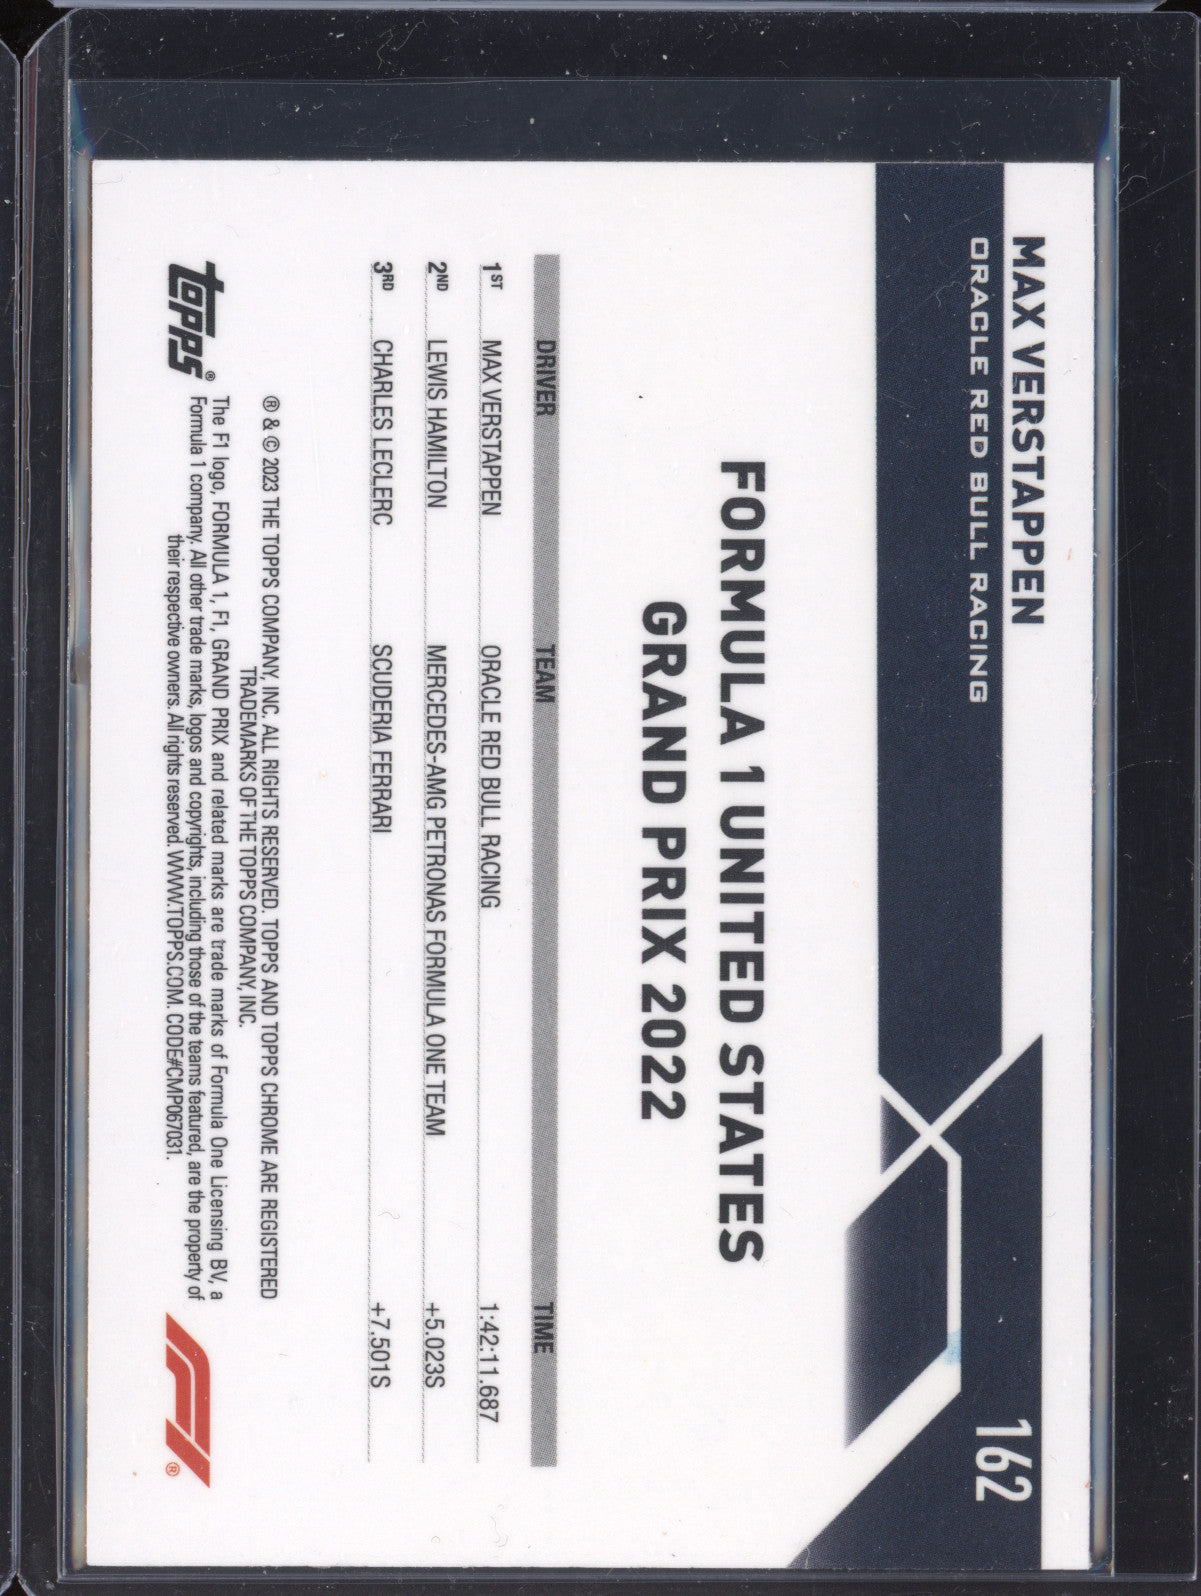 MAX VERSTAPPEN
ORACLE RED BULL RACING
162
FORMULA 1 UNITED STATES
GRAND PRIX 2022
DRIVER TEAM TIME
1ST MAX VERSTAPPEN ORACLE RED BULL RACING 1:42:11.687
2ND LEWIS HAMILTON MERCEDES-AMG PETRONAS FORMULA ONE TEAM +5.023S
3RD CHARLES LECLERC SCUDERIA FERRARI +7.501S
® & © 2023 THE TOPPS COMPANY, INC. ALL RIGHTS RESERVED. TOPPS AND TOPPS CHROME ARE REGISTERED
TRADEMARKS OF THE TOPPS COMPANY, INC.
topps®
The F1 logo, FORMULA 1, F1, GRAND PRIX and related marks are trade marks of Formula One Licensing BV, a
Formula 1 company. All other trade marks, logos and copyrights, including those of the teams featured, are the property of
their respective owners. All rights reserved. WWW.TOPPS.COM. CODE#CMP067031.
F1®